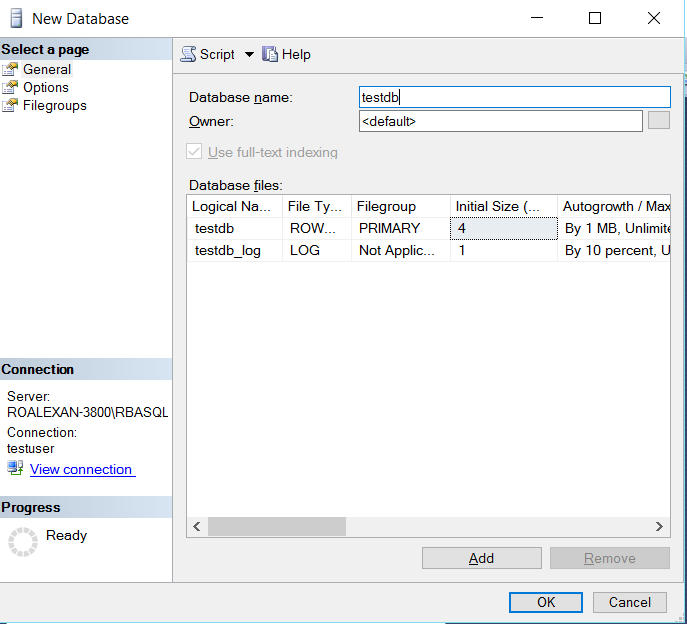 New Database
Select a page
General
Options
Filegroups
Script
Help
Database name:
testdb
Owner:
<default>
Use full-text indexing
Database files:
Logical Na... File Ty... Filegroup Initial Size (... Autogrowth / Max
testdb ROW... PRIMARY 4 By 1 MB, Unlimite
testdb_log LOG Not Applic... 1 By 10 percent, U
Connection
Server:
ROALEXAN-3800\RBASQL
Connection:
testuser
View connection
Progress
Ready
Add
Remove
OK
Cancel